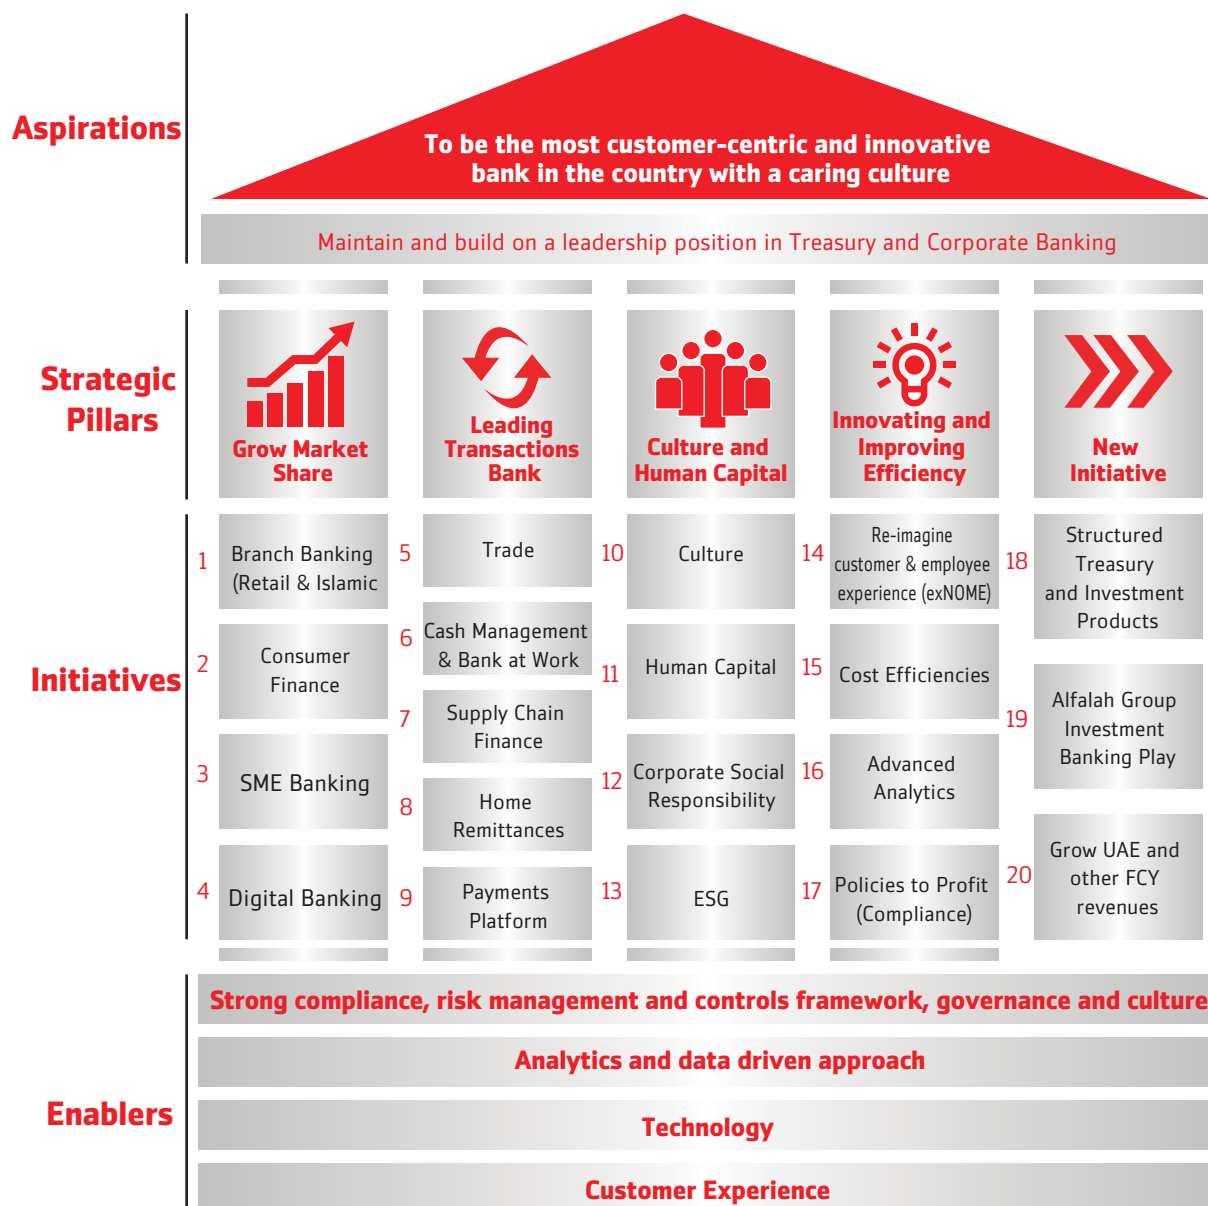 Aspirations
To be the most customer-centric and innovative
bank in the country with a caring culture
Maintain and build on a leadership position in Treasury and Corporate Banking
Strategic
Pillars
Grow Market
Share
Leading
Transactions
Bank
Culture and
Human Capital
Innovating and
Improving
Efficiency
New
Initiative
Initiatives
1
Branch Banking
(Retail & Islamic
2
Consumer
Finance
3
SME Banking
4
Digital Banking
5
Trade
6
Cash Management
& Bank at Work
7
Supply Chain
Finance
8
Home
Remittances
9
Payments
Platform
10
Culture
11
Human Capital
12
Corporate Social
Responsibility
13
ESG
14
Re-imagine
customer & employee
experience (exNOME)
15
Cost Efficiencies
16
Advanced
Analytics
17
Policies to Profit
(Compliance)
18
Structured
Treasury
and Investment
Products
19
Alfalah Group
Investment
Banking Play
20
Grow UAE and
other FCY
revenues
Enablers
Strong compliance, risk management and controls framework, governance and culture
Analytics and data driven approach
Technology
Customer Experience